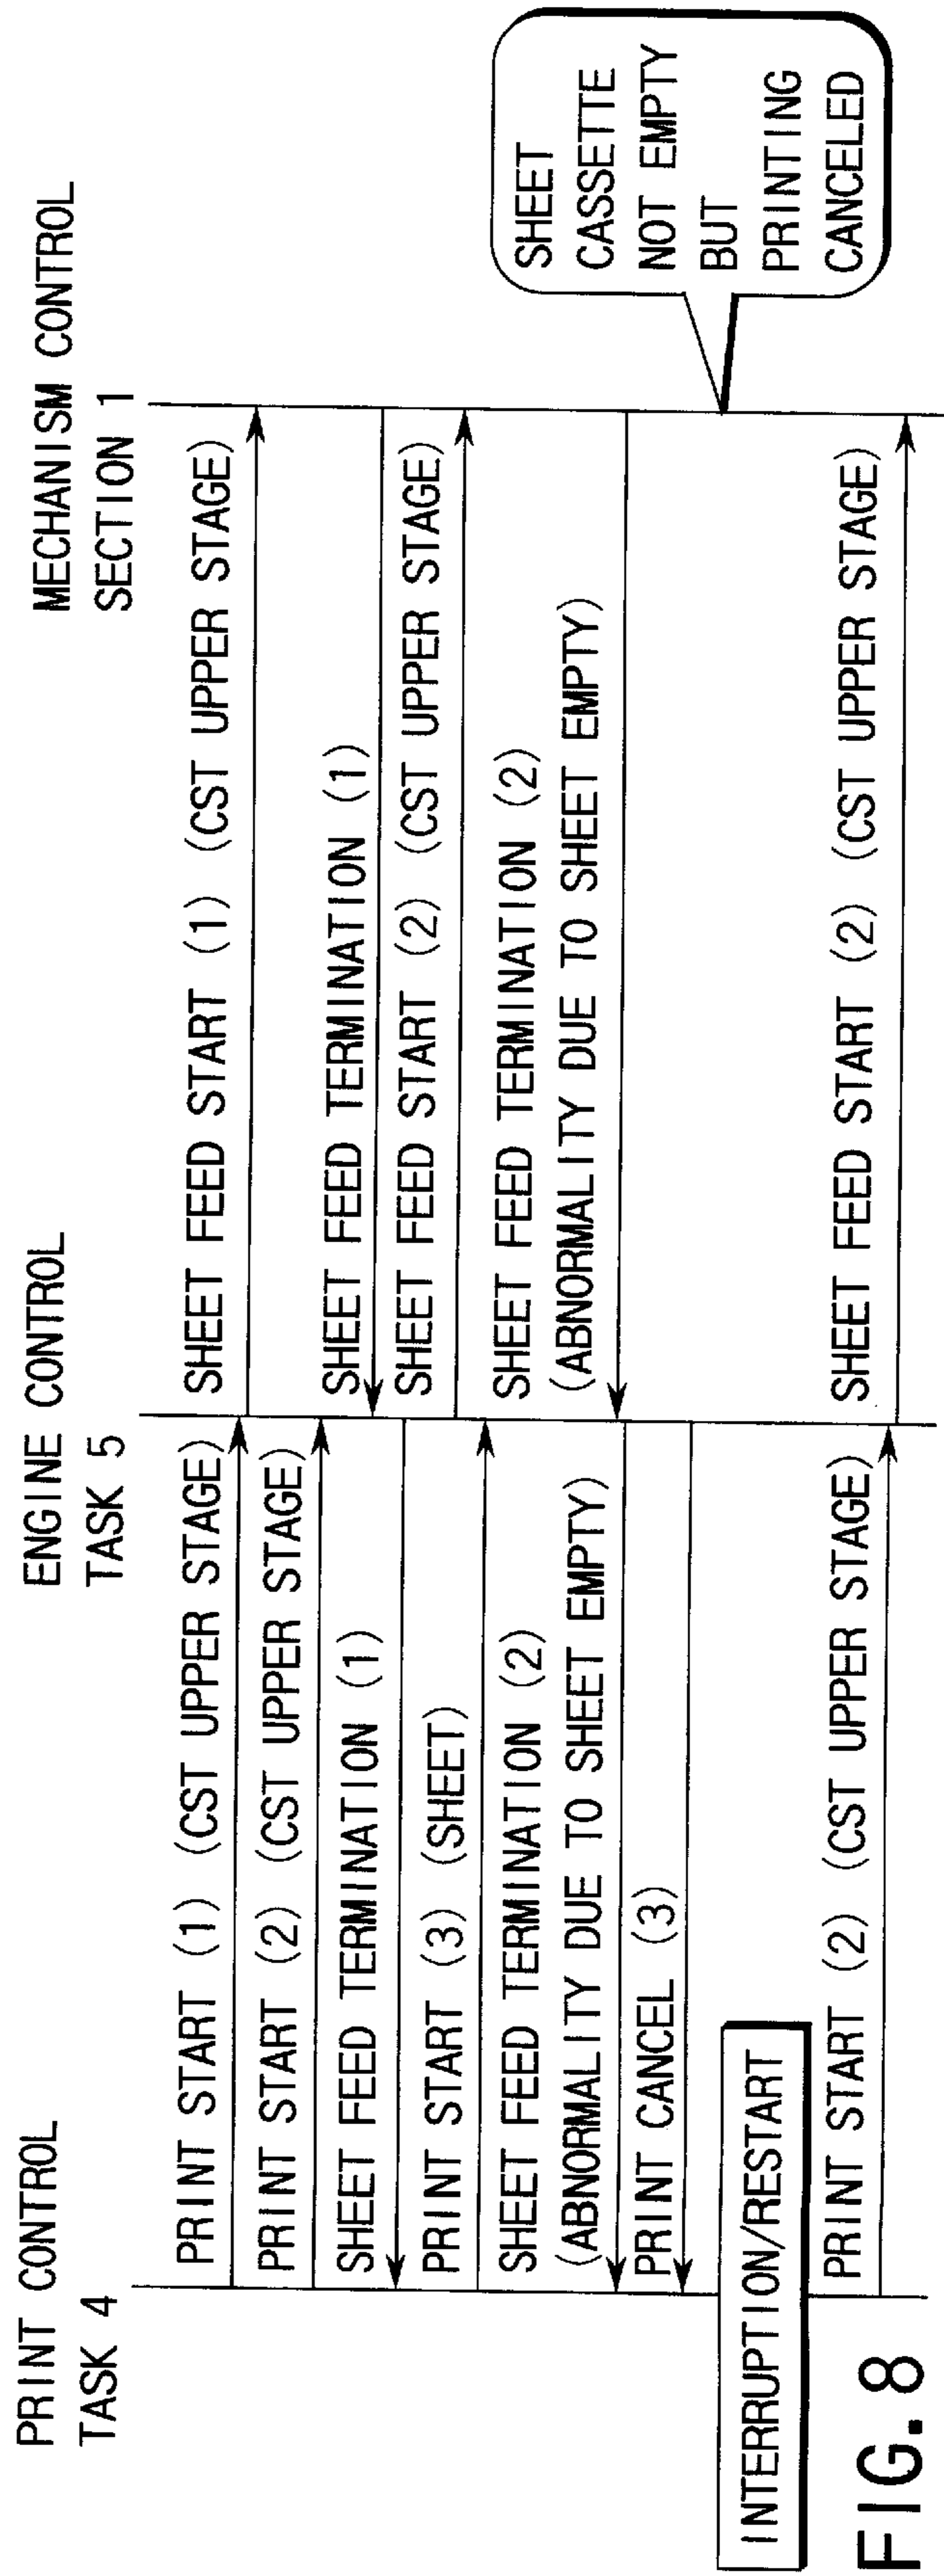 PRINT CONTROL
TASK 4
ENGINE CONTROL
TASK 5
MECHANISM CONTROL
SECTION 1
PRINT START (1) (CST UPPER STAGE)
SHEET FEED START (1) (CST UPPER STAGE)
PRINT START (2) (CST UPPER STAGE)
SHEET FEED TERMINATION (1)
SHEET FEED TERMINATION (1)
SHEET FEED START (2) (CST UPPER STAGE)
PRINT START (3) (SHEET)
SHEET FEED TERMINATION (2)
(ABNORMALITY DUE TO SHEET EMPTY)
SHEET FEED TERMINATION (2)
(ABNORMALITY DUE TO SHEET EMPTY)
PRINT CANCEL (3)
SHEET
CASSETTE
NOT EMPTY
BUT
PRINTING
CANCELED
INTERRUPTION/RESTART
PRINT START (2) (CST UPPER STAGE)
SHEET FEED START (2) (CST UPPER STAGE)
FIG. 8